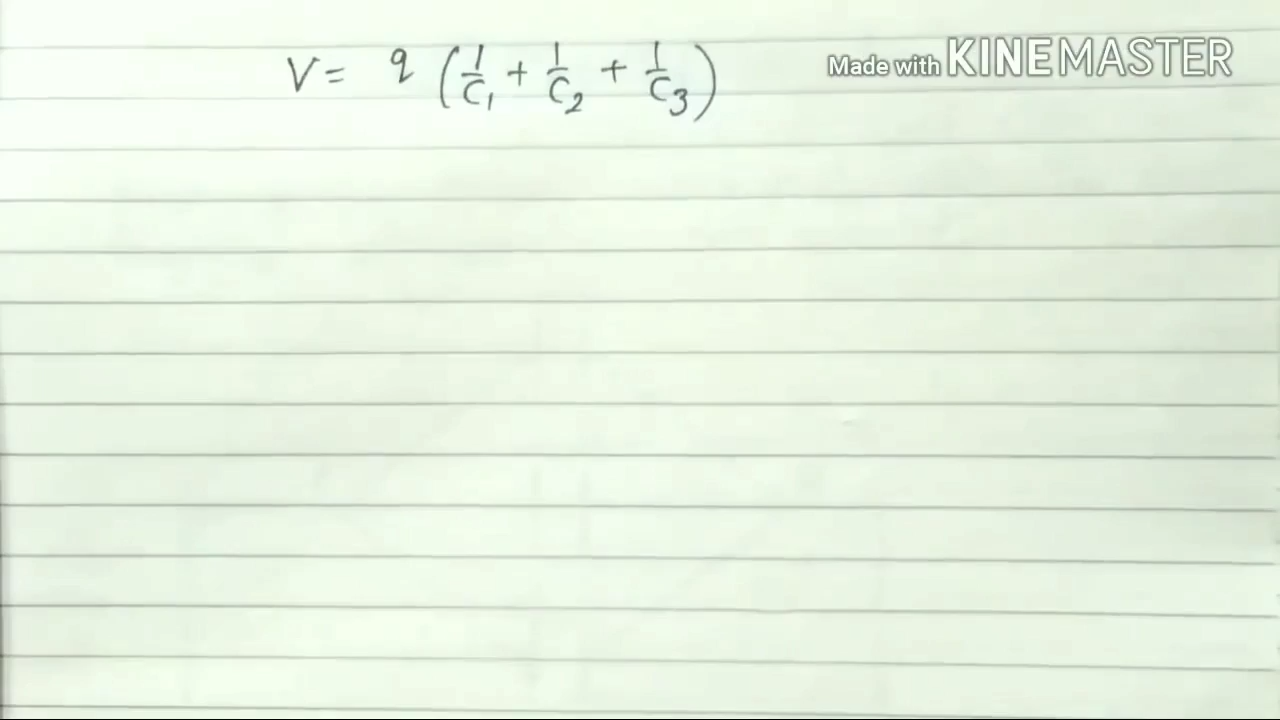 V = q (1/C₁ + 1/C₂ + 1/C₃)
Made with KINEMASTER